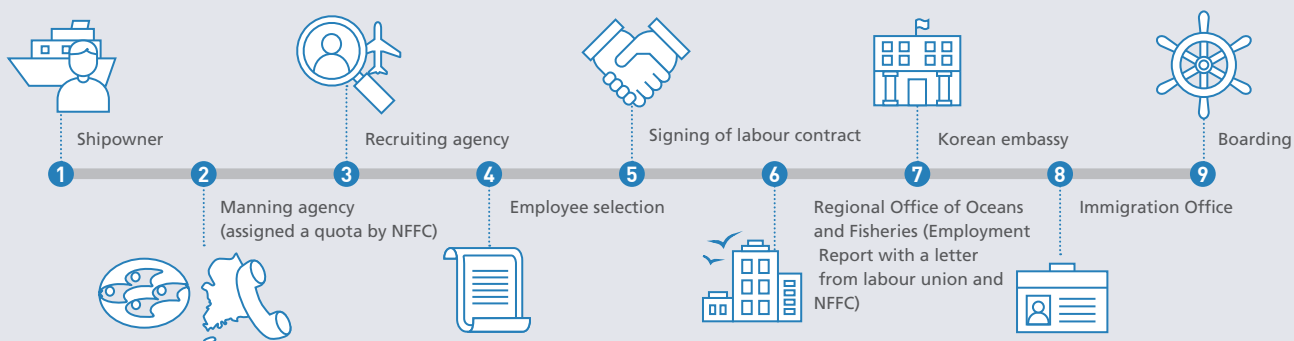 1
Shipowner
2
Manning agency
(assigned a quota by NFFC)
3
Recruiting agency
4
Employee selection
5
Signing of labour contract
6
Regional Office of Oceans
and Fisheries (Employment
Report with a letter
from labour union and
NFFC)
7
Korean embassy
8
Immigration Office
9
Boarding